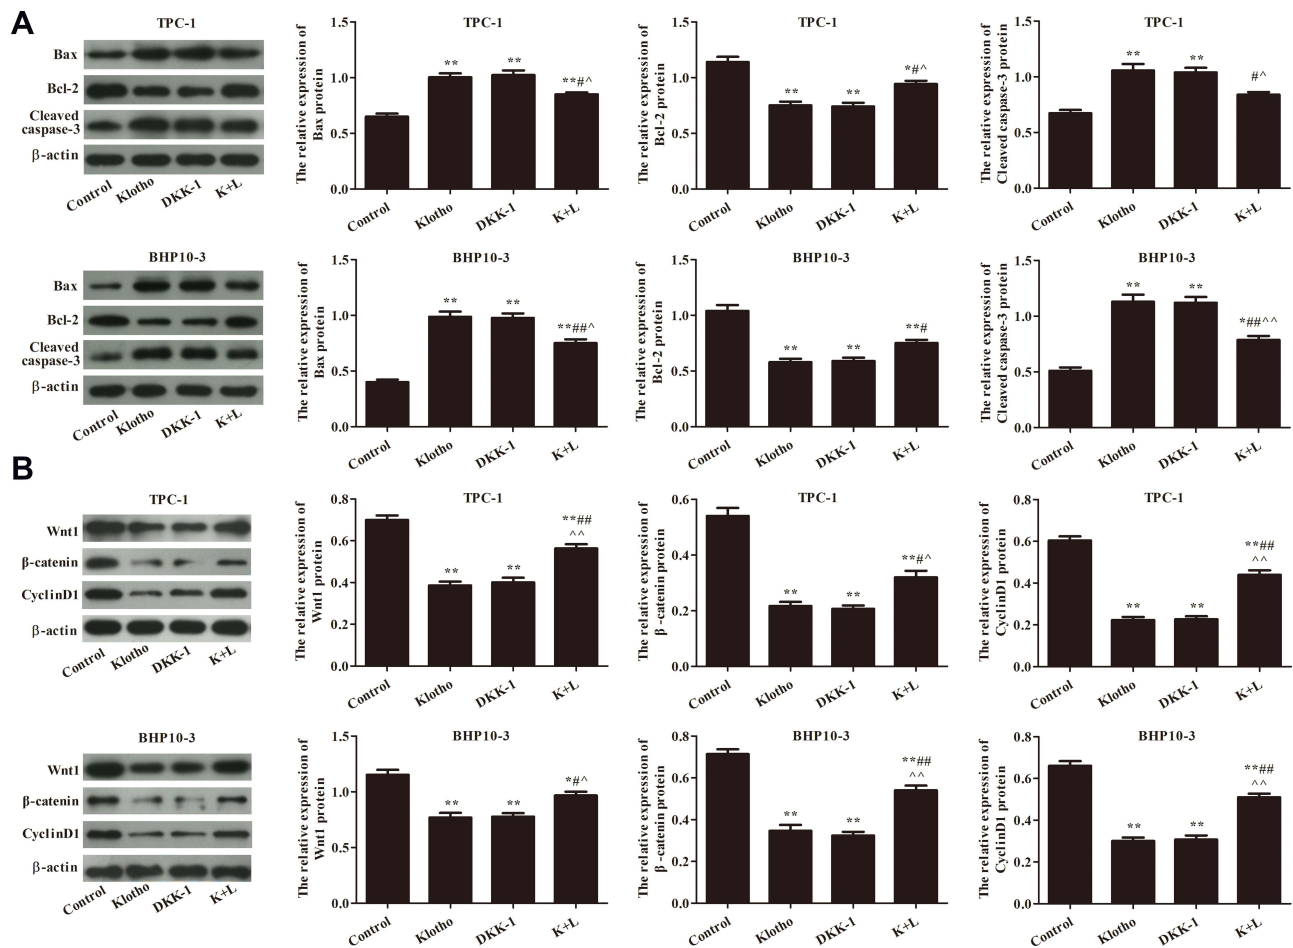 A
TPC-1
Bax
Bcl-2
Cleaved
caspase-3
β-actin
Control
Klotho
DKK-1
K+L
TPC-1
The relative expression of
Bax protein
1.5
1.0
0.5
0.0
**
**
**#^
Control
Klotho
DKK-1
K+L
TPC-1
The relative expression of
Bcl-2 protein
1.5
1.0
0.5
0.0
**
**
*#^
Control
Klotho
DKK-1
K+L
TPC-1
The relative expression of
Cleaved caspase-3 protein
1.5
1.0
0.5
0.0
**
**
#^
Control
Klotho
DKK-1
K+L
BHP10-3
Bax
Bcl-2
Cleaved
caspase-3
β-actin
Control
Klotho
DKK-1
K+L
BHP10-3
The relative expression of
Bax protein
1.5
1.0
0.5
0.0
**
**
**##^
Control
Klotho
DKK-1
K+L
BHP10-3
The relative expression of
Bcl-2 protein
1.5
1.0
0.5
0.0
**
**
**#
Control
Klotho
DKK-1
K+L
BHP10-3
The relative expression of
Cleaved caspase-3 protein
1.5
1.0
0.5
0.0
**
**
*##^^
Control
Klotho
DKK-1
K+L
B
TPC-1
Wnt1
β-catenin
CyclinD1
β-actin
Control
Klotho
DKK-1
K+L
TPC-1
The relative expression of
Wnt1 protein
0.8
0.6
0.4
0.2
0.0
**
**
**##
^^
Control
Klotho
DKK-1
K+L
TPC-1
The relative expression of
β-catenin protein
0.6
0.4
0.2
0.0
**
**
**#^
Control
Klotho
DKK-1
K+L
TPC-1
The relative expression of
CyclinD1 protein
0.8
0.6
0.4
0.2
0.0
**
**
**##
^^
Control
Klotho
DKK-1
K+L
BHP10-3
Wnt1
β-catenin
CyclinD1
β-actin
Control
Klotho
DKK-1
K+L
BHP10-3
The relative expression of
Wnt1 protein
1.5
1.0
0.5
0.0
**
**
*#^
Control
Klotho
DKK-1
K+L
BHP10-3
The relative expression of
β-catenin protein
0.8
0.6
0.4
0.2
0.0
**
**
**##
^^
Control
Klotho
DKK-1
K+L
BHP10-3
The relative expression of
CyclinD1 protein
0.8
0.6
0.4
0.2
0.0
**
**
**##
^^
Control
Klotho
DKK-1
K+L